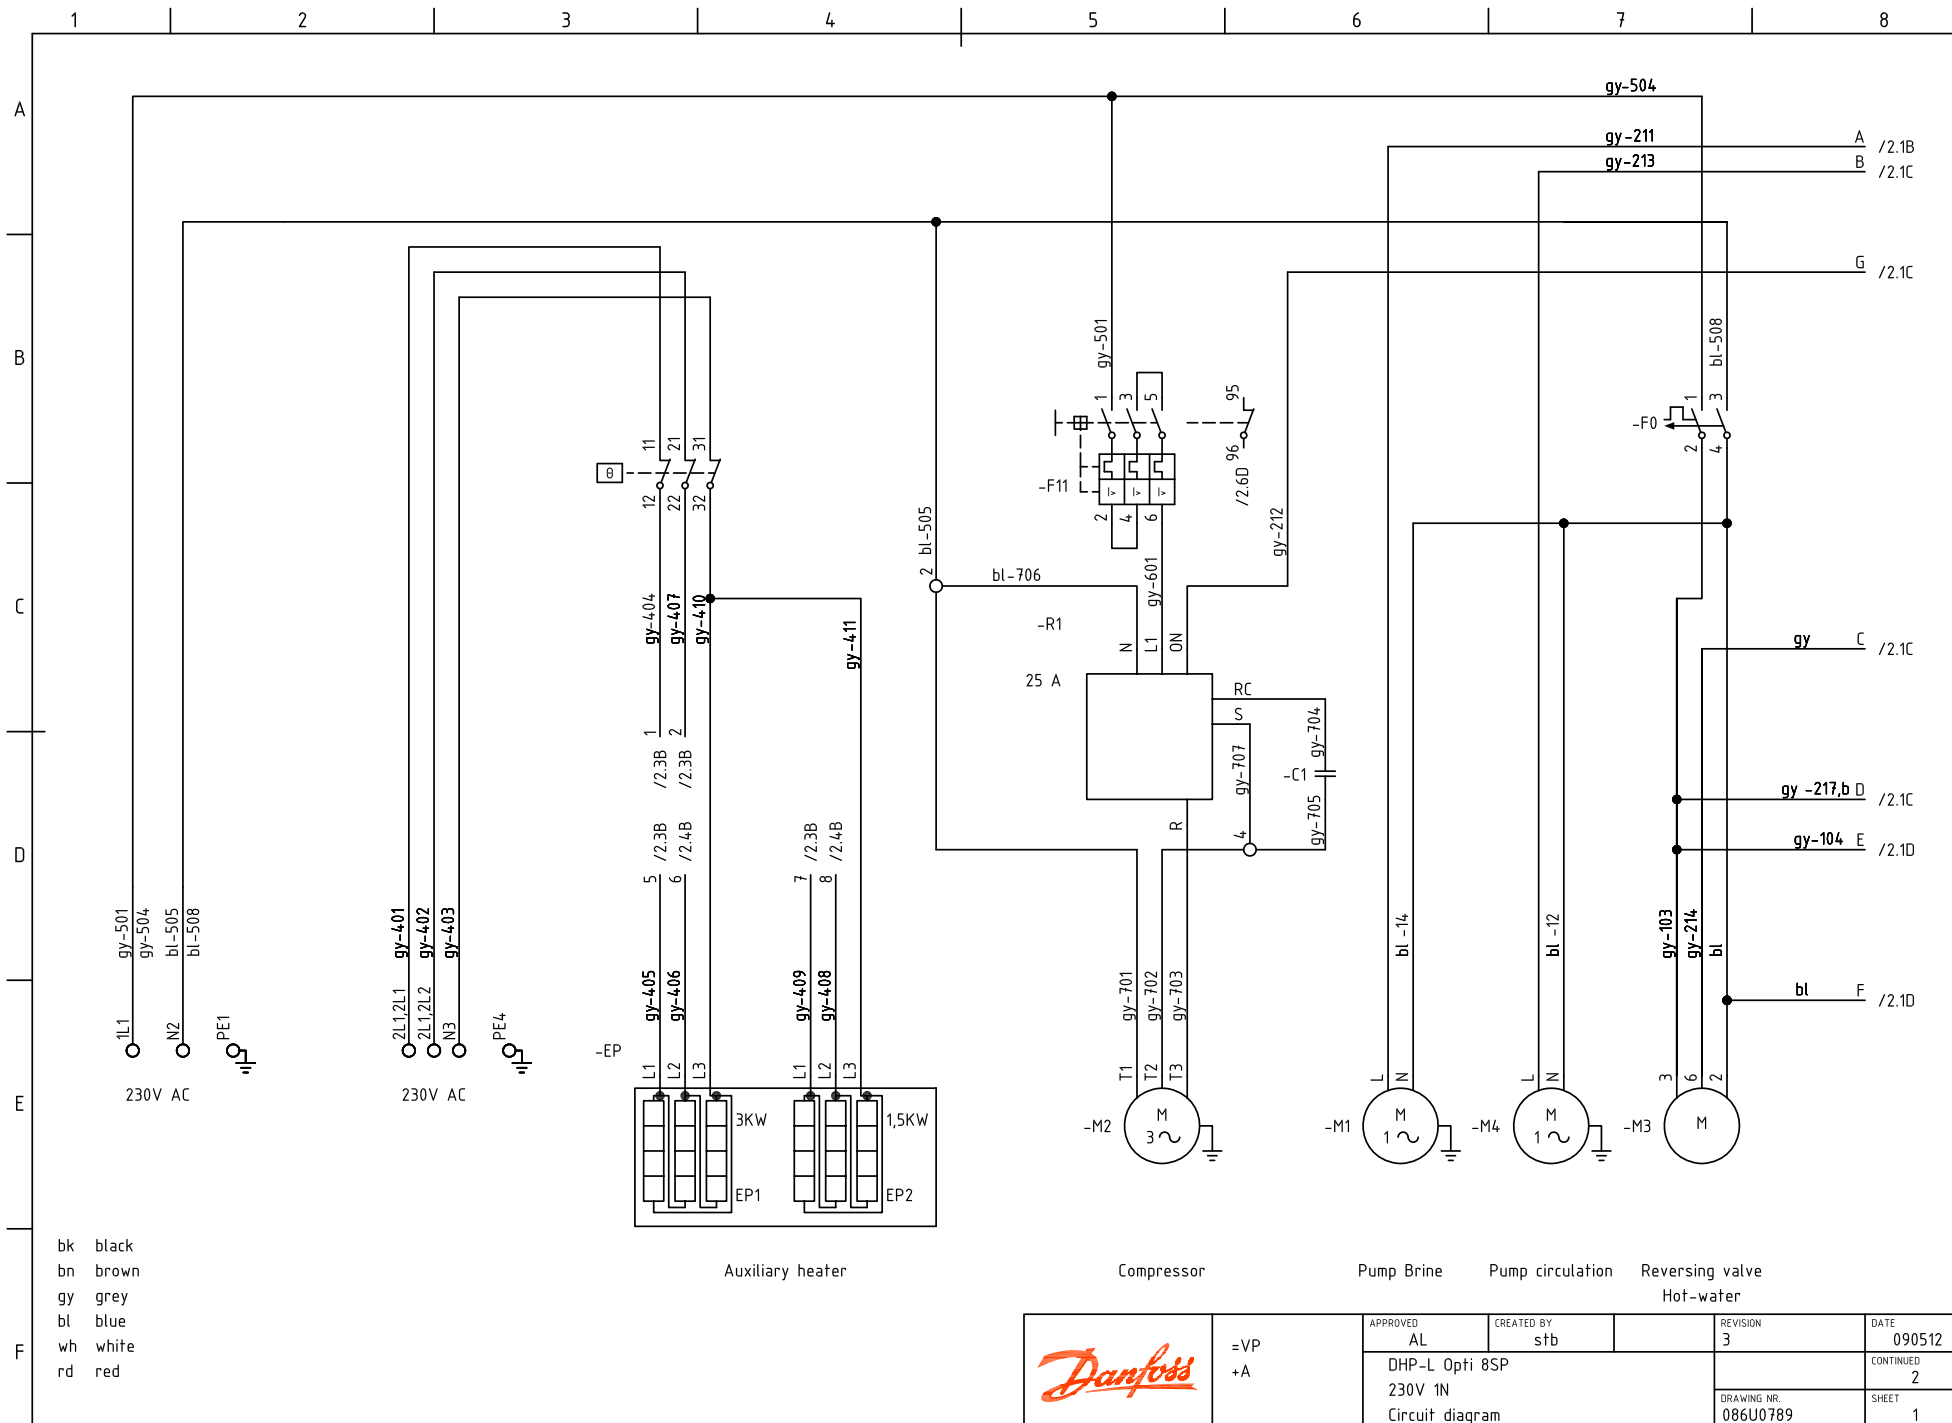 1 2 3 4 5 6 7 8
A
gy-504
gy-211 A /2.1B
gy-213 B /2.1C
G /2.1C
B
gy-501
bl-508
1 3 5
95
96
/2.6D
-F11
2 4 6
-F0
1 3
2 4
11 21 31
θ
12 22 32
I> I> I>
C
bl-505
2
bl-706
gy-601
gy-212
gy-404
gy-407
gy-410
gy-411
-R1
N L1 ON
25 A
RC
S
gy-704
gy-707
-C1
gy-705
R
4
gy C /2.1C
1 2
/2.3B /2.3B
gy -217,b D /2.1C
D
/2.3B /2.4B
/2.3B /2.4B
5 6
7 8
gy-104 E /2.1D
gy-501
gy-504
bl-505
bl-508
gy-401
gy-402
gy-403
gy-405
gy-406
gy-409
gy-408
gy-701
gy-702
gy-703
bl -14
bl -12
gy-103
gy-214
bl
bl F /2.1D
1L1
N2
PE1
2L1,2L1
2L1,2L2
N3
PE4
230V AC
230V AC
E
-EP
L1 L2 L3
L1 L2 L3
3KW
1,5KW
EP1
EP2
T1 T2 T3
-M2
M
3
L N
-M1
M
1
L N
-M4
M
1
3 6 2
-M3
M
Auxiliary heater
Compressor
Pump Brine
Pump circulation
Reversing valve
Hot-water
F
bk black
bn brown
gy grey
bl blue
wh white
rd red
Danfoss
=VP
+A
APPROVED
AL
CREATED BY
stb
REVISION
3
DATE
090512
DHP-L Opti 8SP
230V 1N
Circuit diagram
CONTINUED
2
DRAWING NR.
086U0789
SHEET
1